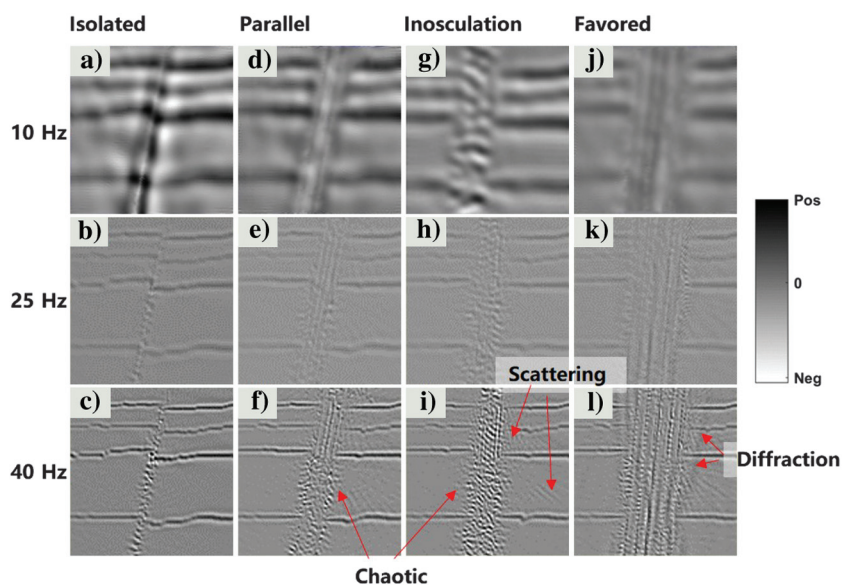 Isolated Parallel Inosculation Favored
a) d) g) j)
10 Hz
Pos
b) e) h) k)
0
25 Hz
Neg
Scattering
c) f) i) l)
40 Hz
Diffraction
Chaotic